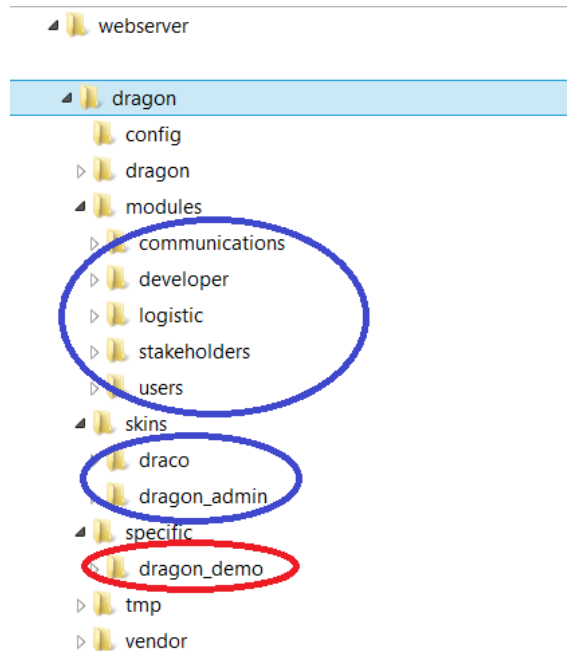 webserver
dragon
config
dragon
modules
communications
developer
logistic
stakeholders
users
skins
draco
dragon_admin
specific
dragon_demo
tmp
vendor